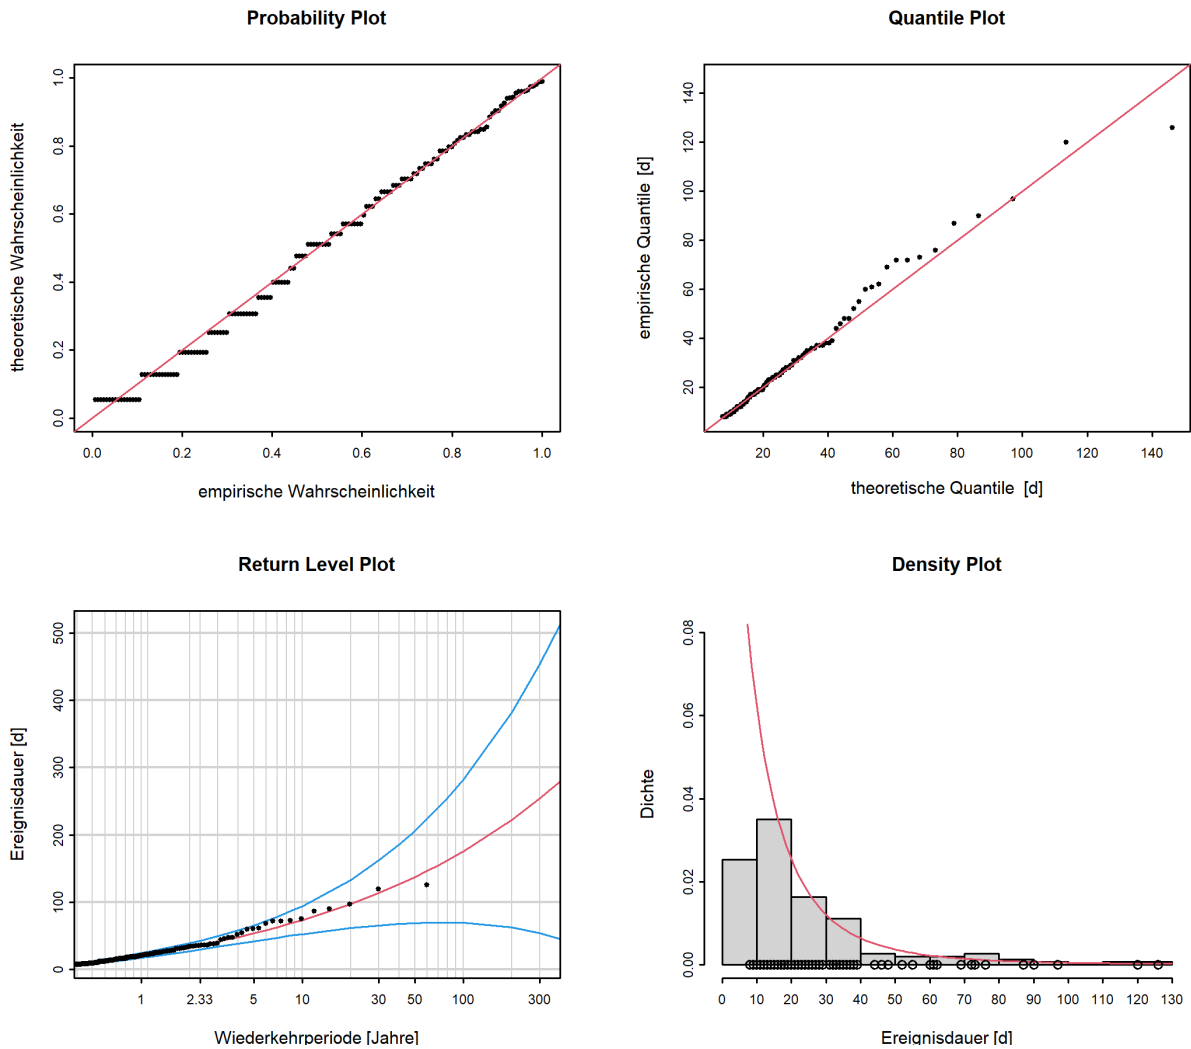 Probability Plot
theoretische Wahrscheinlichkeit
0.0 0.2 0.4 0.6 0.8 1.0
0.0 0.2 0.4 0.6 0.8 1.0
empirische Wahrscheinlichkeit
Quantile Plot
empirische Quantile [d]
20 40 60 80 100 120 140
20 40 60 80 100 120 140
theoretische Quantile [d]
Return Level Plot
Ereignisdauer [d]
0 100 200 300 400 500
1 2.33 5 10 30 50 100 300
Wiederkehrperiode [Jahre]
Density Plot
Dichte
0.00 0.02 0.04 0.06 0.08
0 10 20 30 40 50 60 70 80 90 100 110 120 130
Ereignisdauer [d]